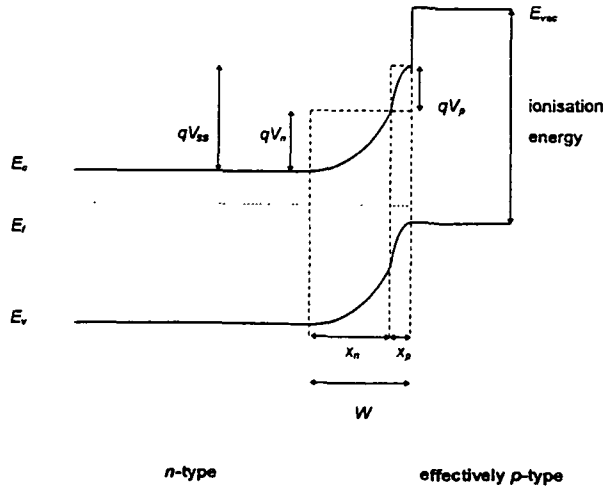 E_vac
qV_ss
qV_n
qV_p
ionisation
energy
E_c
E_f
E_v
x_n
x_p
W
n-type
effectively p-type